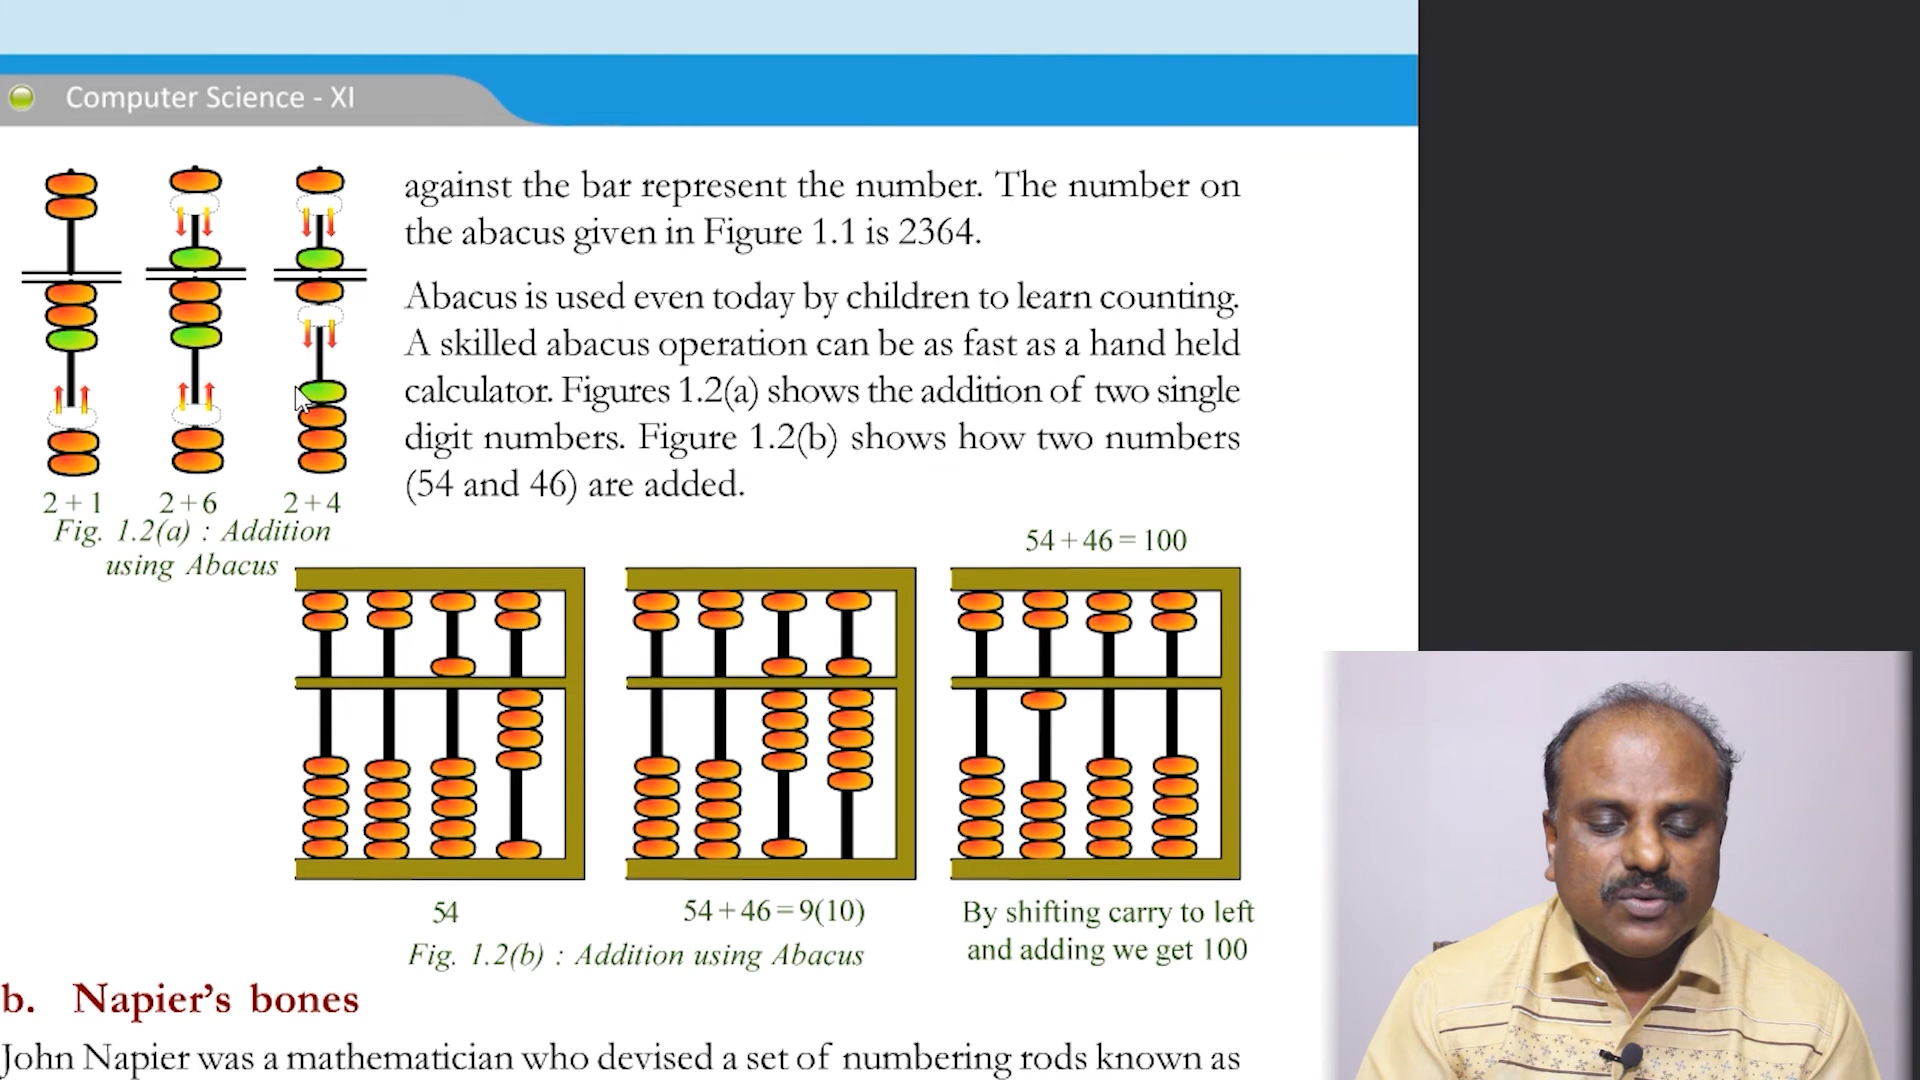 Computer Science - XI
against the bar represent the number. The number on
the abacus given in Figure 1.1 is 2364.
Abacus is used even today by children to learn counting.
A skilled abacus operation can be as fast as a hand held
calculator. Figures 1.2(a) shows the addition of two single
digit numbers. Figure 1.2(b) shows how two numbers
(54 and 46) are added.
2 + 1 2 + 6 2 + 4
Fig. 1.2(a) : Addition
using Abacus
54 + 46 = 100
54
54 + 46 = 9(10)
By shifting carry to left
and adding we get 100
Fig. 1.2(b) : Addition using Abacus
b. Napier's bones
John Napier was a mathematician who devised a set of numbering rods known as